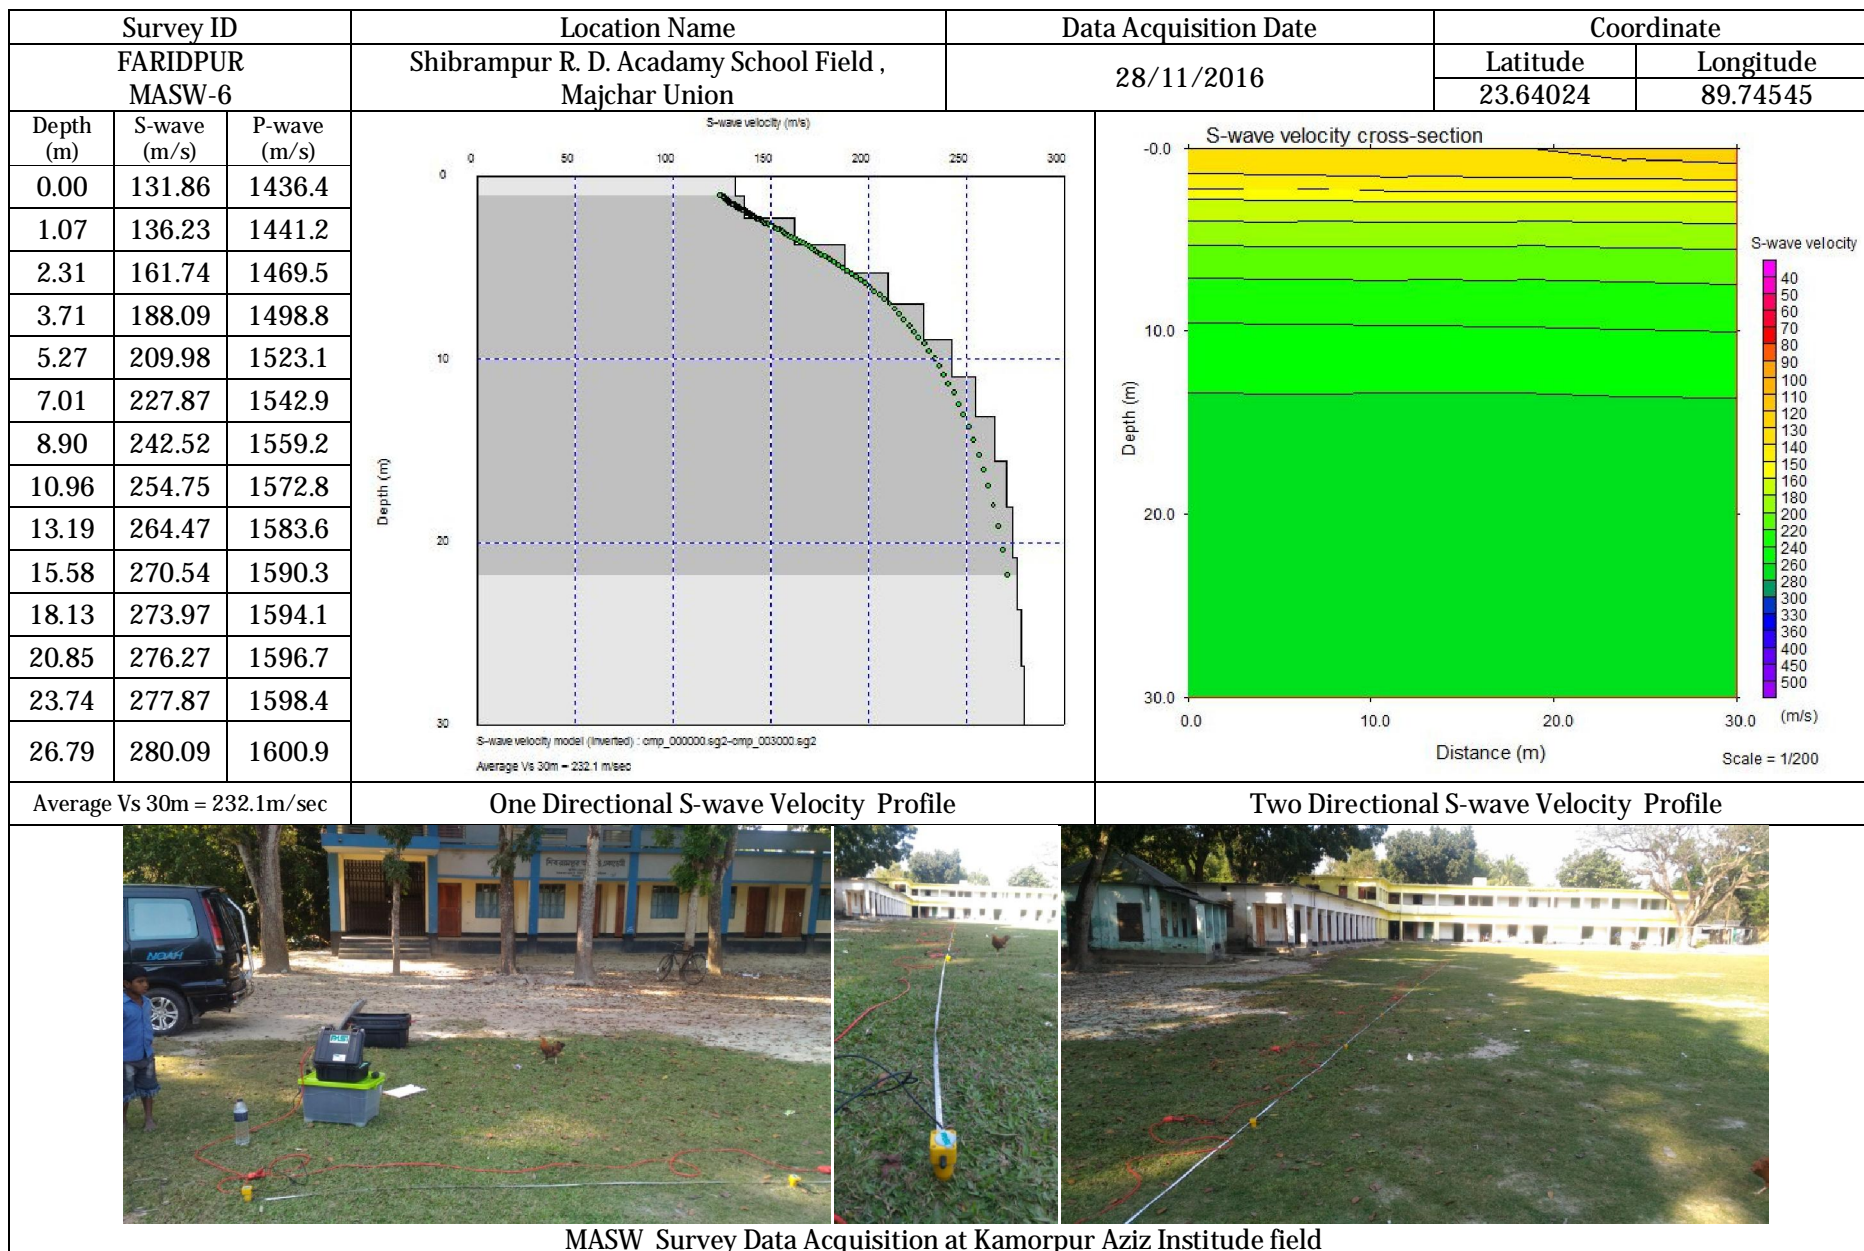 Survey ID
Location Name
Data Acquisition Date
Coordinate
FARIDPUR
MASW-6
Shibrampur R. D. Acadamy School Field ,
Majchar Union
28/11/2016
Latitude
Longitude
23.64024
89.74545
Depth (m) S-wave (m/s) P-wave (m/s)
0.00 131.86 1436.4
1.07 136.23 1441.2
2.31 161.74 1469.5
3.71 188.09 1498.8
5.27 209.98 1523.1
7.01 227.87 1542.9
8.90 242.52 1559.2
10.96 254.75 1572.8
13.19 264.47 1583.6
15.58 270.54 1590.3
18.13 273.97 1594.1
20.85 276.27 1596.7
23.74 277.87 1598.4
26.79 280.09 1600.9
Average Vs 30m = 232.1m/sec
S-wave velocity (m/s)
0 50 100 150 200 250 300
0
10
20
30
Depth (m)
S-wave velocity model (inverted) : cmp_000000.sg2-cmp_003000.sg2
Average Vs 30m = 232.1 m/sec
One Directional S-wave Velocity Profile
S-wave velocity cross-section
-0.0
10.0
20.0
30.0
Depth (m)
0.0 10.0 20.0 30.0
Distance (m)
S-wave velocity
40
50
60
70
80
90
100
110
120
130
140
150
160
180
200
220
240
260
280
300
330
360
400
450
500
(m/s)
Scale = 1/200
Two Directional S-wave Velocity Profile
NOAH
MASW Survey Data Acquisition at Kamorpur Aziz Institude field